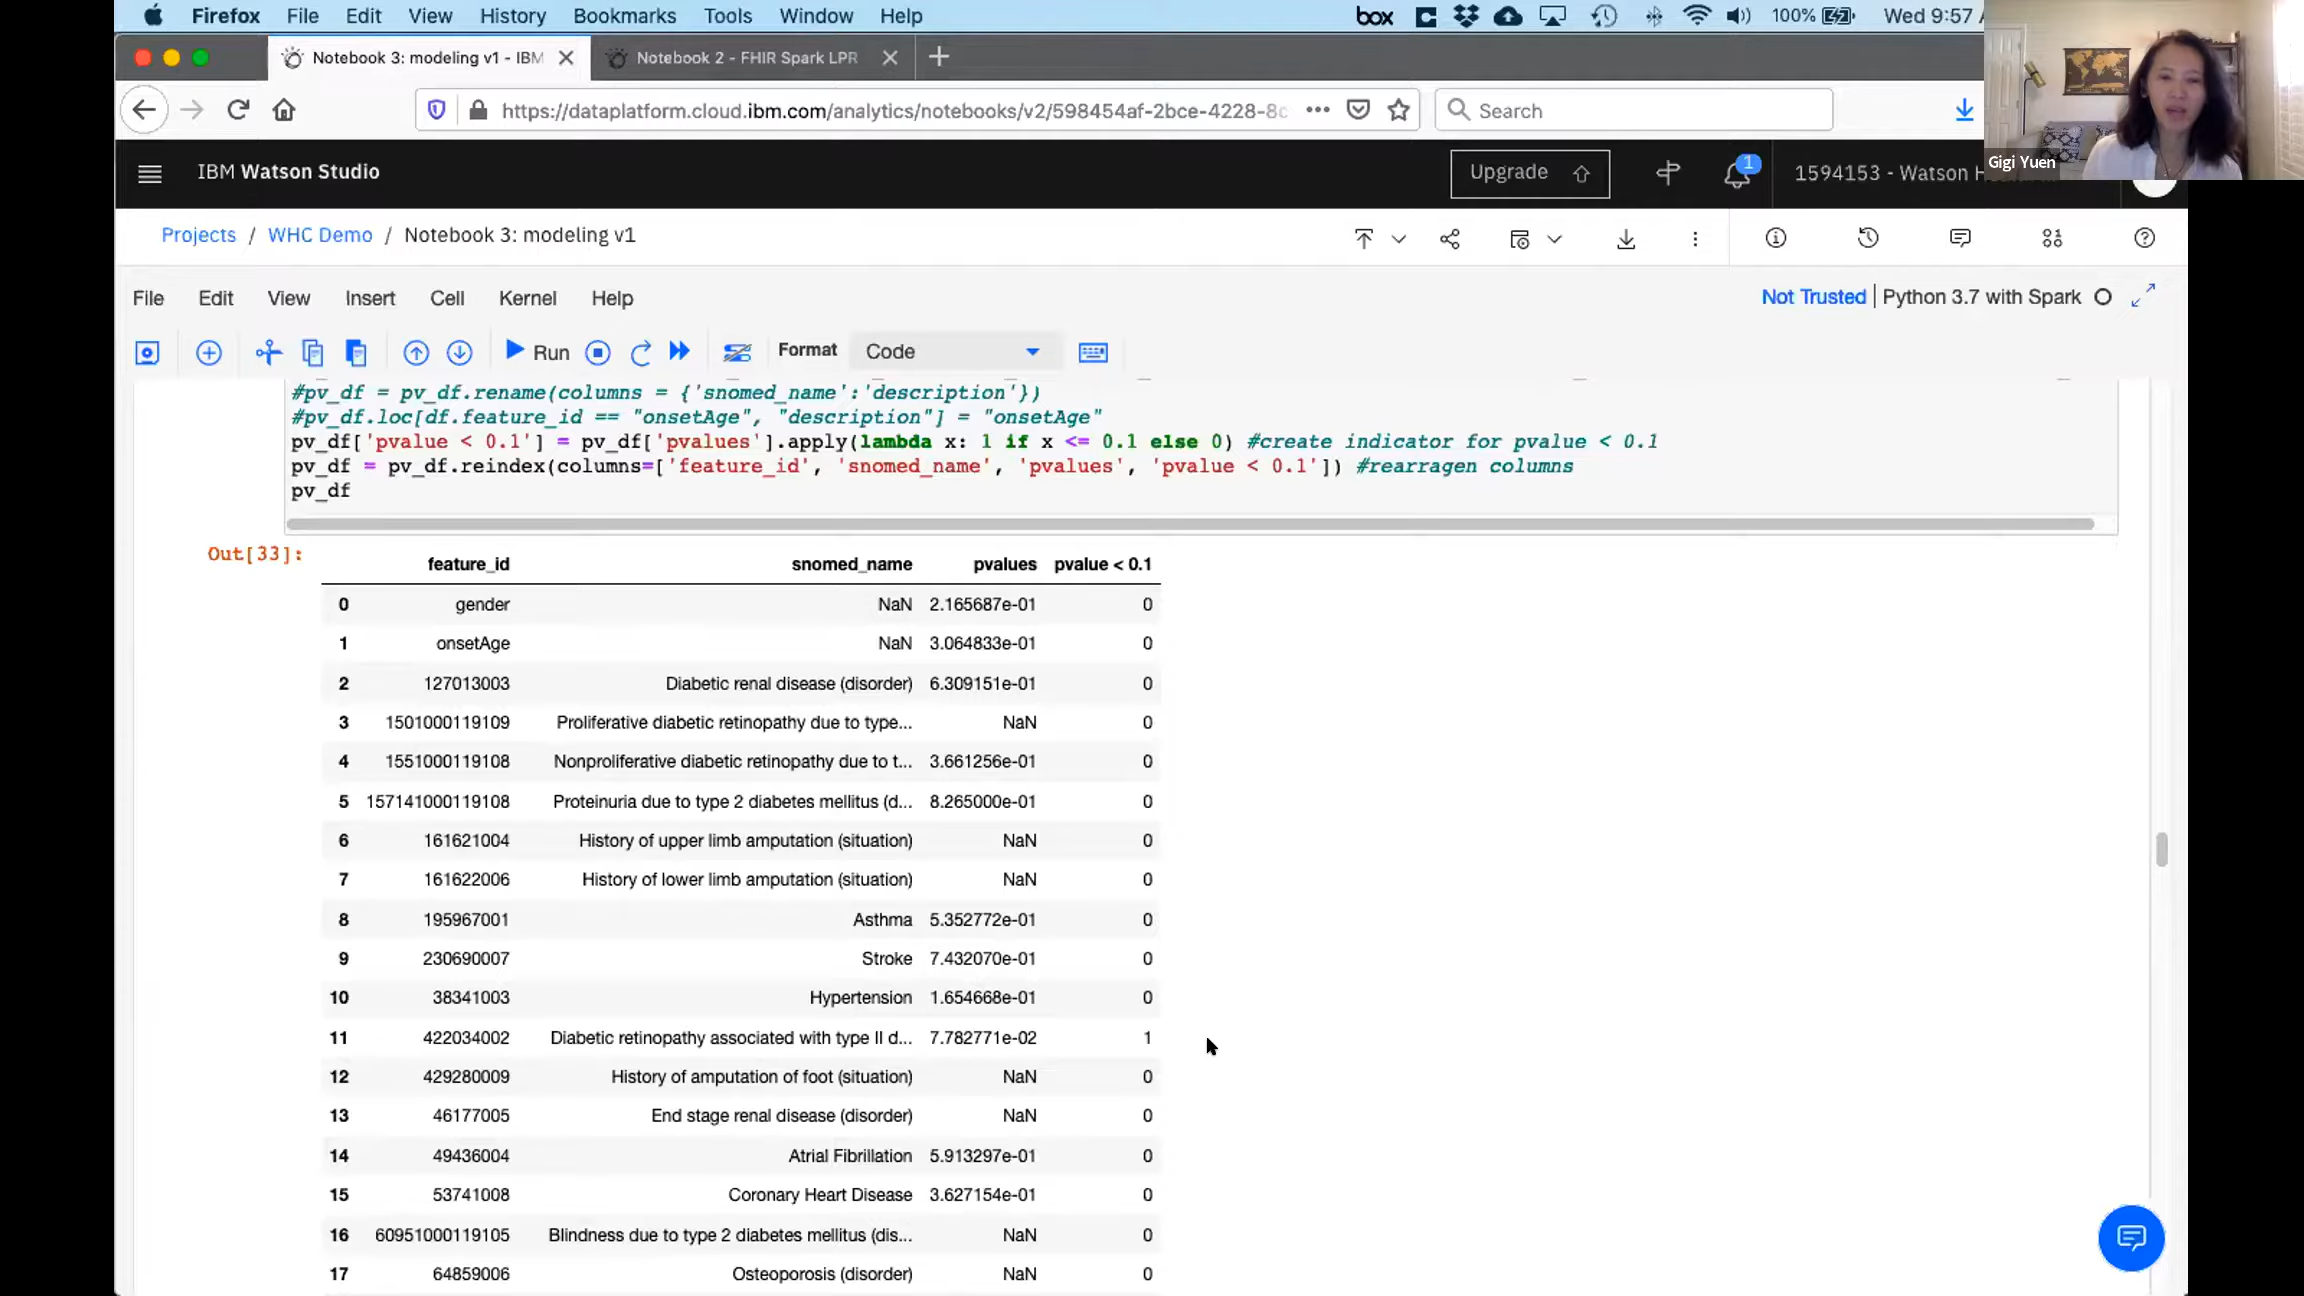 Firefox File Edit View History Bookmarks Tools Window Help box 100% Wed 9:57
Notebook 3: modeling v1 - IBM Notebook 2 - FHIR Spark LPR
https://dataplatform.cloud.ibm.com/analytics/notebooks/v2/598454af-2bce-4228-8c Search
Gigi Yuen
IBM Watson Studio Upgrade 1 1594153 - Watson
Projects / WHC Demo / Notebook 3: modeling v1
File Edit View Insert Cell Kernel Help Not Trusted | Python 3.7 with Spark
Run Format Code
#pv_df = pv_df.rename(columns = {'snomed_name':'description'})
#pv_df.loc[df.feature_id == "onsetAge", "description"] = "onsetAge"
pv_df['pvalue < 0.1'] = pv_df['pvalues'].apply(lambda x: 1 if x <= 0.1 else 0) #create indicator for pvalue < 0.1
pv_df = pv_df.reindex(columns=['feature_id', 'snomed_name', 'pvalues', 'pvalue < 0.1']) #rearragen columns
pv_df
Out[33]:
feature_id snomed_name pvalues pvalue < 0.1
0 gender NaN 2.165687e-01 0
1 onsetAge NaN 3.064833e-01 0
2 127013003 Diabetic renal disease (disorder) 6.309151e-01 0
3 1501000119109 Proliferative diabetic retinopathy due to type... NaN 0
4 1551000119108 Nonproliferative diabetic retinopathy due to t... 3.661256e-01 0
5 157141000119108 Proteinuria due to type 2 diabetes mellitus (d... 8.265000e-01 0
6 161621004 History of upper limb amputation (situation) NaN 0
7 161622006 History of lower limb amputation (situation) NaN 0
8 195967001 Asthma 5.352772e-01 0
9 230690007 Stroke 7.432070e-01 0
10 38341003 Hypertension 1.654668e-01 0
11 422034002 Diabetic retinopathy associated with type II d... 7.782771e-02 1
12 429280009 History of amputation of foot (situation) NaN 0
13 46177005 End stage renal disease (disorder) NaN 0
14 49436004 Atrial Fibrillation 5.913297e-01 0
15 53741008 Coronary Heart Disease 3.627154e-01 0
16 60951000119105 Blindness due to type 2 diabetes mellitus (dis... NaN 0
17 64859006 Osteoporosis (disorder) NaN 0